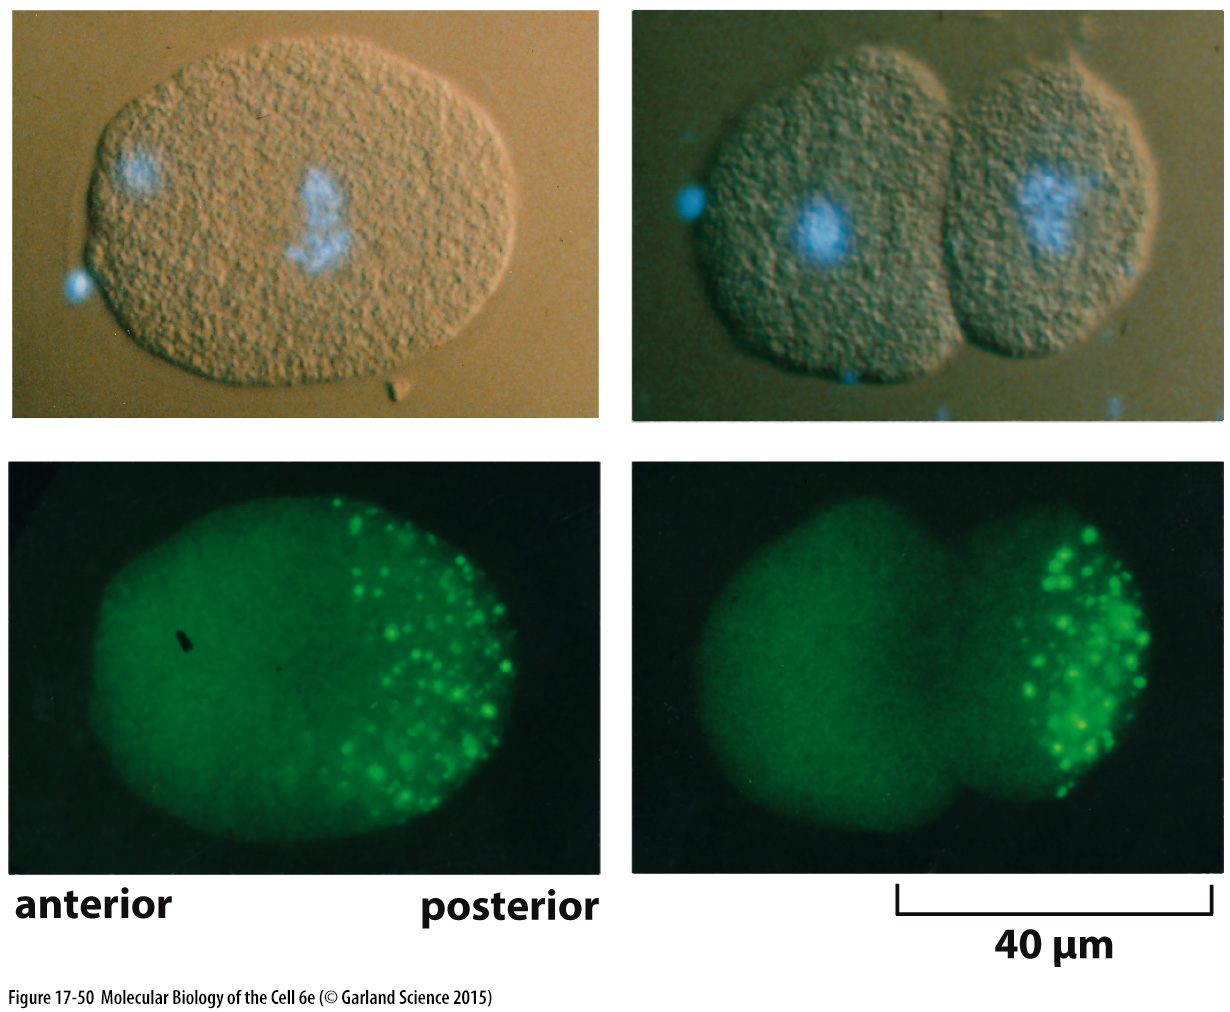 anterior posterior
40 µm
Figure 17-50 Molecular Biology of the Cell 6e (© Garland Science 2015)